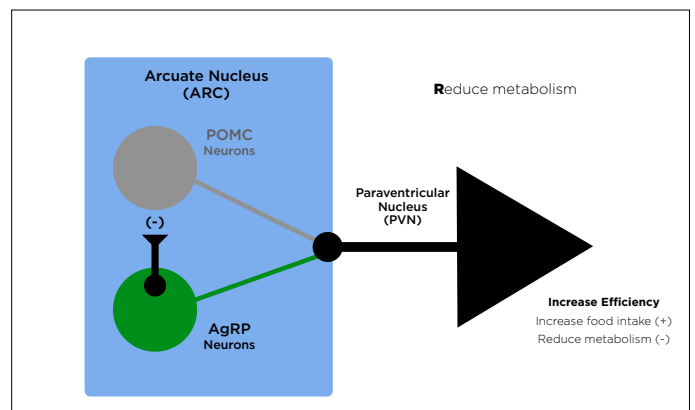 Arcuate Nucleus
(ARC)
Reduce metabolism
POMC
Neurons
Paraventricular
Nucleus
(PVN)
(-)
AgRP
Neurons
Increase Efficiency
Increase food intake (+)
Reduce metabolism (-)